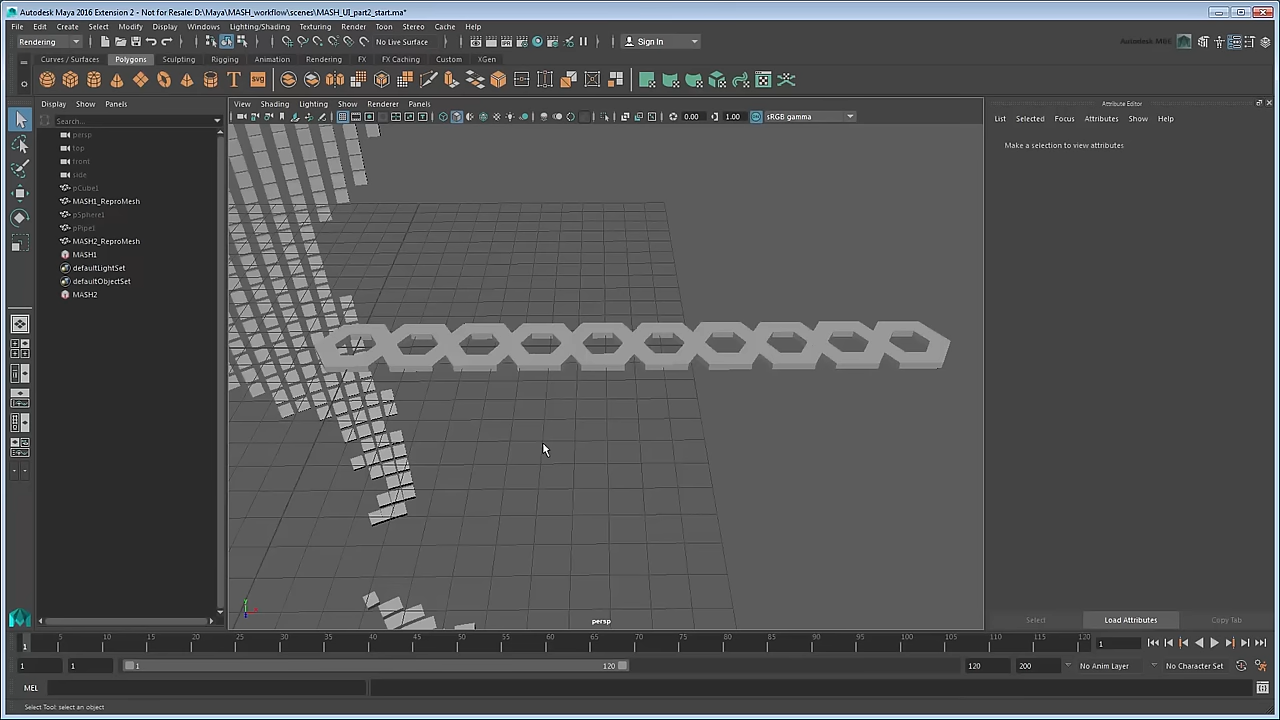 Autodesk Maya 2016 Extension 2 - Not for Resale: D:\Maya\MASH_workflow\scenes\MASH_UI_part2_start.ma*
File Edit Create Select Modify Display Windows Lighting/Shading Texturing Render Toon Stereo Cache Help
Rendering No Live Surface Sign In Autodesk MBX
Curves / Surfaces Polygons Sculpting Rigging Animation Rendering FX FX Caching Custom XGen
SVG
Display Show Panels
View Shading Lighting Show Renderer Panels
Attribute Editor
List Selected Focus Attributes Show Help
Search...
0.00 1.00 sRGB gamma
Make a selection to view attributes
persp
top
front
side
pCube1
MASH1_ReproMesh
pSphere1
pPipe1
MASH2_ReproMesh
MASH1
defaultLightSet
defaultObjectSet
MASH2
persp
Select Load Attributes Copy Tab
1 5 10 15 20 25 30 35 40 45 50 55 60 65 70 75 80 85 90 95 100 105 110 115 120 1
1 1 1 120 120 200 No Anim Layer No Character Set
MEL
Select Tool: select an object